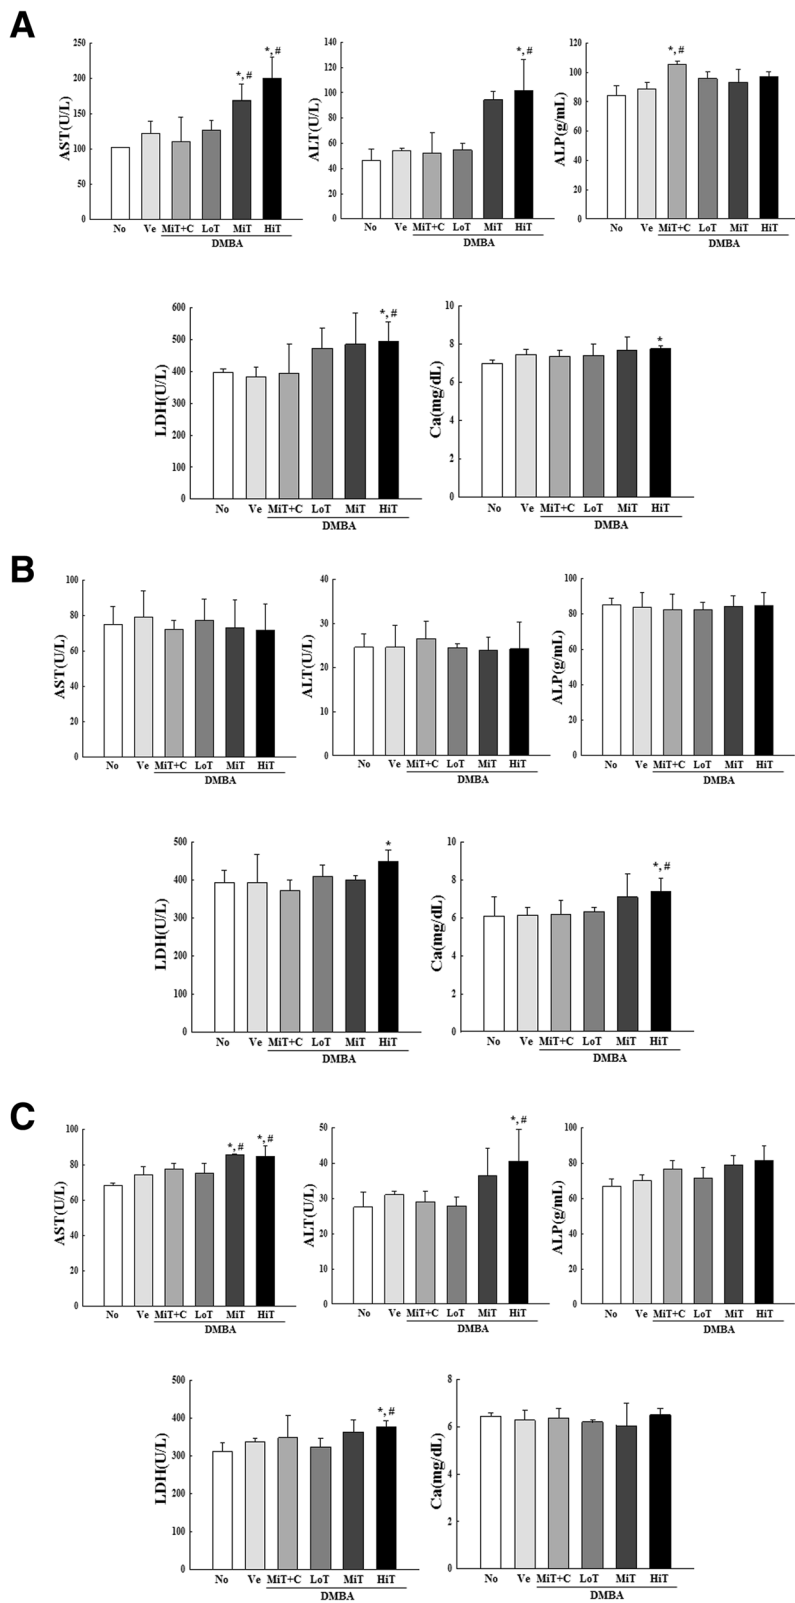 A
AST(U/L)
250
200
150
100
50
0
*, #
*, #
No Ve MiT+C LoT MiT HiT
DMBA
ALT(U/L)
140
120
100
80
60
40
20
0
*, #
No Ve MiT+C LoT MiT HiT
DMBA
ALP(g/mL)
120
100
80
60
40
20
0
*, #
No Ve MiT+C LoT MiT HiT
DMBA
LDH(U/L)
600
500
400
300
200
100
0
*, #
No Ve MiT+C LoT MiT HiT
DMBA
Ca(mg/dL)
10
8
6
4
2
0
*
No Ve MiT+C LoT MiT HiT
DMBA
B
AST(U/L)
100
80
60
40
20
0
No Ve MiT+C LoT MiT HiT
DMBA
ALT(U/L)
40
30
20
10
0
No Ve MiT+C LoT MiT HiT
DMBA
ALP(g/mL)
100
80
60
40
20
0
No Ve MiT+C LoT MiT HiT
DMBA
LDH(U/L)
500
400
300
200
100
0
*
No Ve MiT+C LoT MiT HiT
DMBA
Ca(mg/dL)
10
8
6
4
2
0
*, #
No Ve MiT+C LoT MiT HiT
DMBA
C
AST(U/L)
100
80
60
40
20
0
*, #
*, #
No Ve MiT+C LoT MiT HiT
DMBA
ALT(U/L)
50
40
30
20
10
0
*, #
No Ve MiT+C LoT MiT HiT
DMBA
ALP(g/mL)
100
80
60
40
20
0
No Ve MiT+C LoT MiT HiT
DMBA
LDH(U/L)
500
400
300
200
100
0
*, #
No Ve MiT+C LoT MiT HiT
DMBA
Ca(mg/dL)
8
6
4
2
0
No Ve MiT+C LoT MiT HiT
DMBA